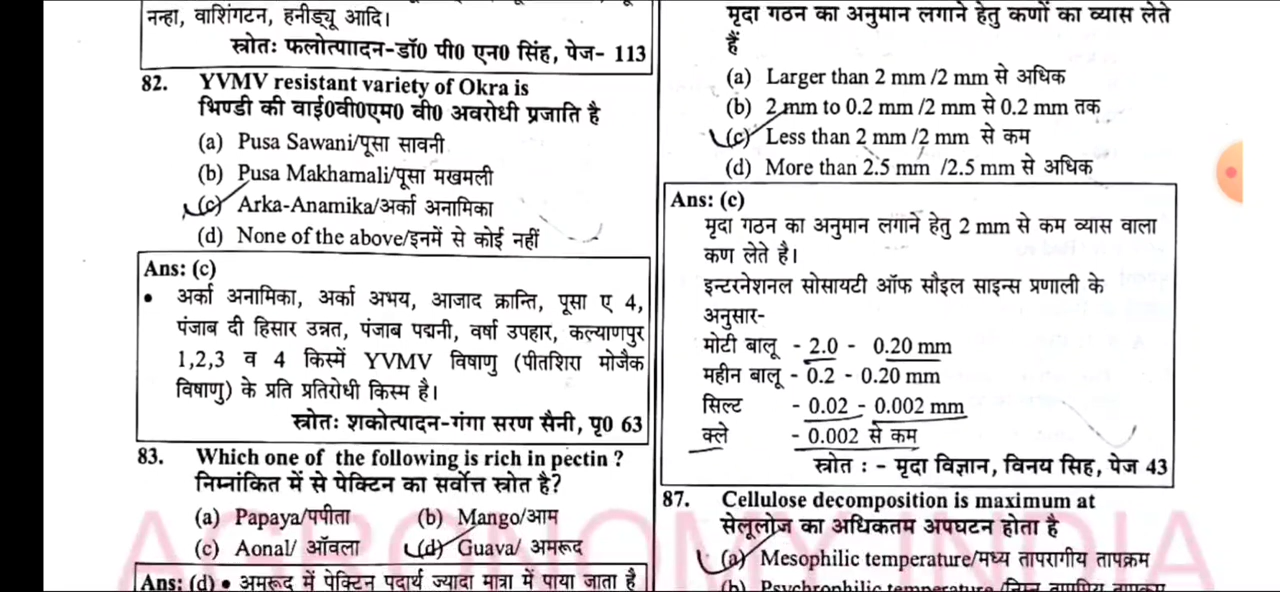 नन्हा, वाशिंगटन, हनीड्यू आदि।
स्रोतः फलोत्पाादन-डॉ0 पी0 एन0 सिंह, पेज- 113
82. YVMV resistant variety of Okra is
भिण्डी की वाई0वी0एम0 वी0 अवरोधी प्रजाति है
(a) Pusa Sawani/पूसा सावनी
(b) Pusa Makhamali/पूसा मखमली
(c) Arka-Anamika/अर्का अनामिका
(d) None of the above/इनमें से कोई नहीं
Ans: (c)
• अर्का अनामिका, अर्का अभय, आजाद क्रान्ति, पूसा ए 4,
पंजाब दी हिसार उन्नत, पंजाब पद्मनी, वर्षा उपहार, कल्याणपुर
1,2,3 व 4 किस्में YVMV विषाणु (पीतशिरा मोजैक
विषाणु) के प्रति प्रतिरोधी किस्म है।
स्त्रोतः शकोत्पादन-गंगा सरण सैनी, पृ0 63
83. Which one of the following is rich in pectin ?
निम्नांकित में से पेक्टिन का सर्वोत्त स्त्रोत है?
(a) Papaya/पपीता (b) Mango/आम
(c) Aonal/ ऑवला (d) Guava/ अमरूद
Ans: (d) • अमरूद में पेक्टिन पदार्थ ज्यादा मात्रा में पाया जाता है
मृदा गठन का अनुमान लगाने हेतु कणों का व्यास लेते
हैं
(a) Larger than 2 mm /2 mm से अधिक
(b) 2 mm to 0.2 mm /2 mm से 0.2 mm तक
(c) Less than 2 mm /2 mm से कम
(d) More than 2.5 mm /2.5 mm से अधिक
Ans: (c)
मृदा गठन का अनुमान लगाने हेतु 2 mm से कम व्यास वाला
कण लेते है।
इन्टरनेशनल सोसायटी ऑफ सौइल साइन्स प्रणाली के
अनुसार-
मोटी बालू - 2.0 - 0.20 mm
महीन बालू - 0.2 - 0.20 mm
सिल्ट - 0.02 - 0.002 mm
क्ले - 0.002 से कम
स्त्रोत : - मृदा विज्ञान, विनय सिह, पेज 43
87. Cellulose decomposition is maximum at
सेलूलोज का अधिकतम अपघटन होता है
(a) Mesophilic temperature/मध्य तापरागीय तापक्रम
(b) Psychrophilic temperature
AGRONOMY INDIA